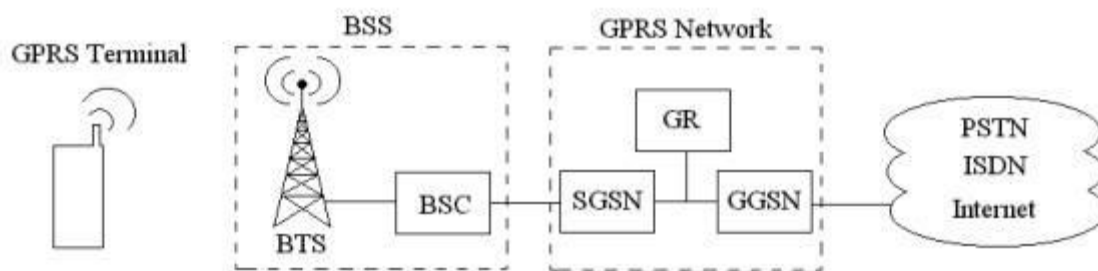 GPRS Terminal
BSS
BTS
BSC
GPRS Network
GR
SGSN
GGSN
PSTN
ISDN
Internet